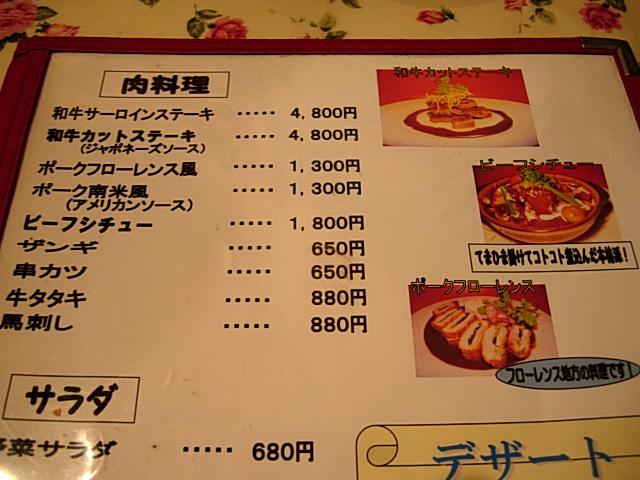 肉料理
和牛サーロインステーキ ・・・・・ 4,800円
和牛カットステーキ ・・・・・ 4,800円
(ジャポネーズソース)
ポークフローレンス風 ・・・・・ 1,300円
ポーク南米風 ・・・・・ 1,300円
(アメリカンソース)
ビーフシチュー ・・・・・ 1,800円
ザンギ ・・・・・ 650円
串カツ ・・・・・ 650円
牛タタキ ・・・・・ 880円
馬刺し ・・・・・ 880円
サラダ
野菜サラダ ・・・・・ 680円
和牛カットステーキ
ビーフシチュー
てまひま掛けてコトコト煮込んだ本格派!
ポークフローレンス
フローレンス地方の料理です!
デザート